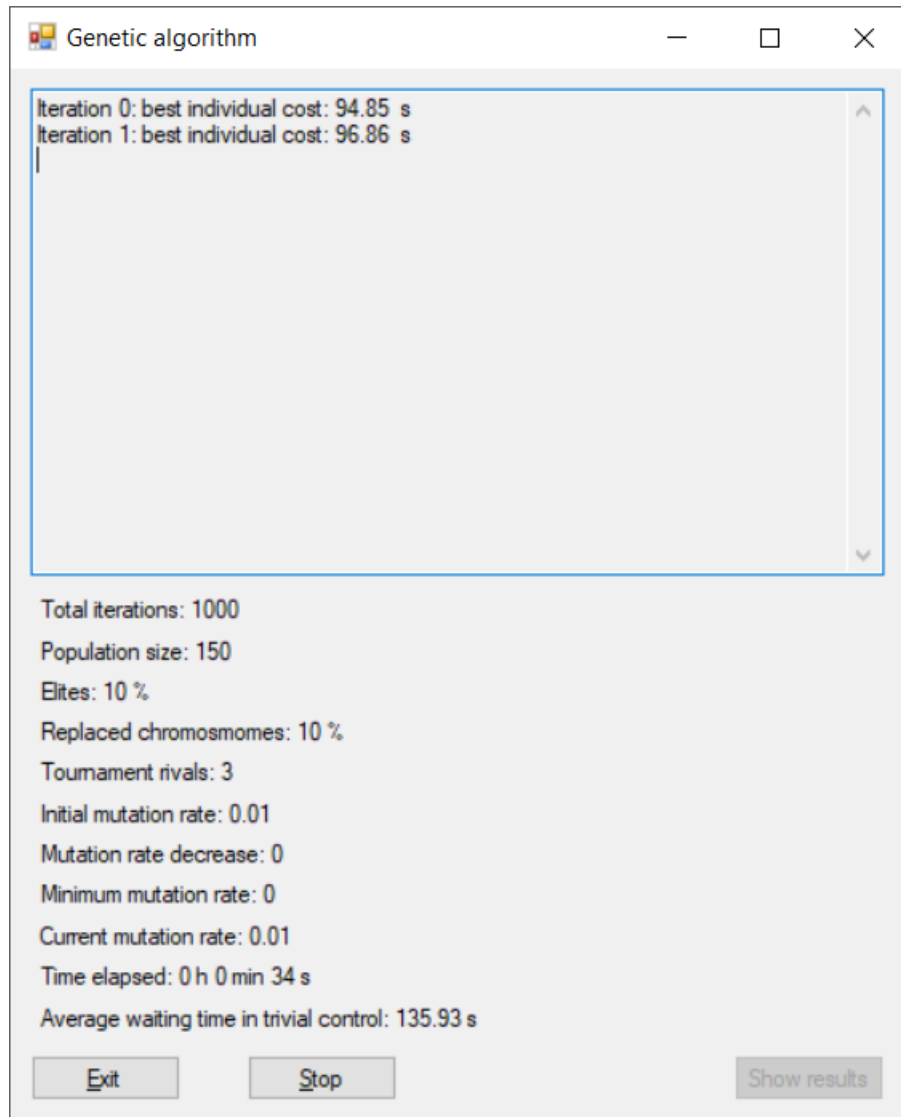 Genetic algorithm
Iteration 0: best individual cost: 94.85 s
Iteration 1: best individual cost: 96.86 s
Total iterations: 1000
Population size: 150
Elites: 10 %
Replaced chromosmomes: 10 %
Tournament rivals: 3
Initial mutation rate: 0.01
Mutation rate decrease: 0
Minimum mutation rate: 0
Current mutation rate: 0.01
Time elapsed: 0 h 0 min 34 s
Average waiting time in trivial control: 135.93 s
Exit Stop Show results